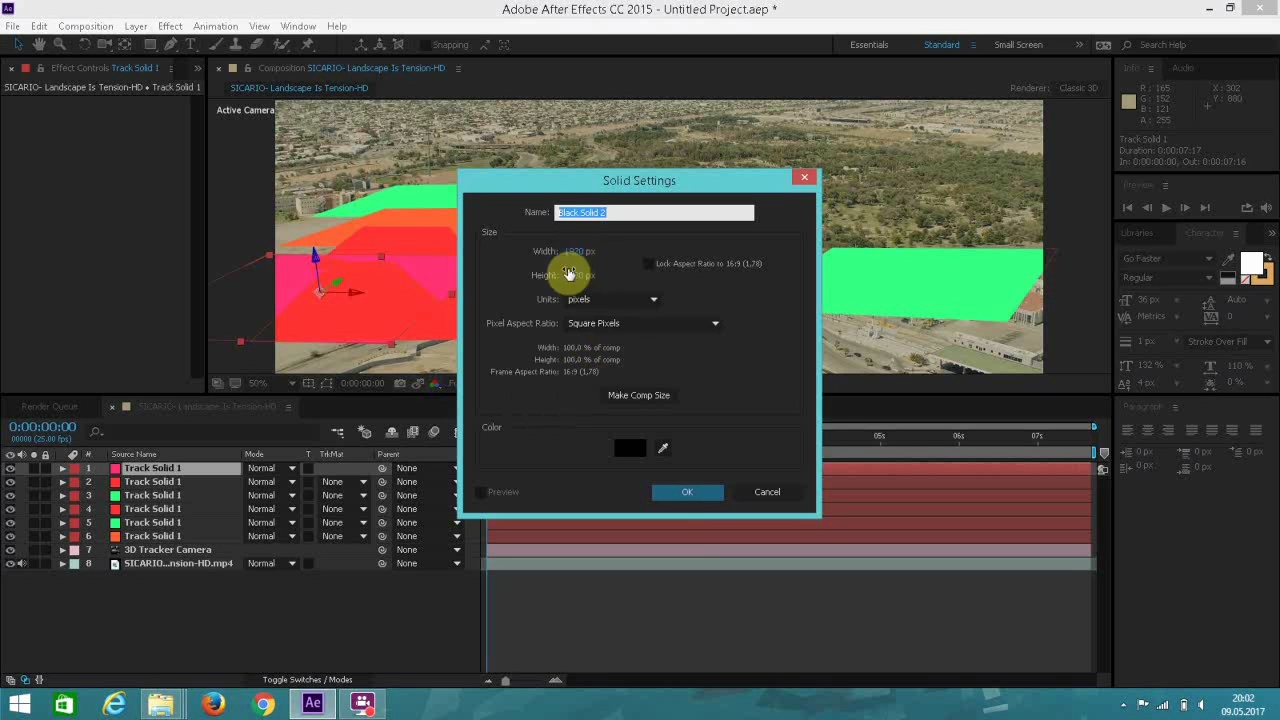 Adobe After Effects CC 2015 - Untitled Project.aep *
File Edit Composition Layer Effect Animation View Window Help
Snapping Essentials Standard Small Screen Search Help
Effect Controls Track Solid 1
Composition SICARIO- Landscape Is Tension-HD
Info Audio
SICARIO- Landscape Is Tension-HD • Track Solid 1
SICARIO- Landscape Is Tension-HD
Renderer: Classic 3D
Active Camera
R : 165
G : 152
B : 121
A : 255
X : 302
Y : 880
Track Solid 1
Duration: 0:00:07:17
In: 0:00:00:00, Out: 0:00:07:16
Preview
Libraries Character
Go Faster
Regular
36 px Auto
Metrics 0
1 px Stroke Over Fill
132 % 110 %
4 px 0 %
Paragraph
0 px 0 px 0 px
0 px 0 px
Solid Settings
Name: Black Solid 2
Size
Width: 1920 px
Height: px
Lock Aspect Ratio to 16:9 (1,78)
Units: pixels
Pixel Aspect Ratio: Square Pixels
Width: 100,0 % of comp
Height: 100,0 % of comp
Frame Aspect Ratio: 16:9 (1,78)
Make Comp Size
Color
Preview OK Cancel
50% 0:00:00:00
Render Queue SICARIO- Landscape Is Tension-HD
0:00:00:00
00000 (25.00 fps)
05s 06s 07s
# Source Name Mode T TrkMat Parent
1 Track Solid 1 Normal None
2 Track Solid 1 Normal None None
3 Track Solid 1 Normal None None
4 Track Solid 1 Normal None None
5 Track Solid 1 Normal None None
6 Track Solid 1 Normal None None
7 3D Tracker Camera None
8 SICARIO...nsion-HD.mp4 Normal None
Toggle Switches / Modes
Ae
20:02
09.05.2017